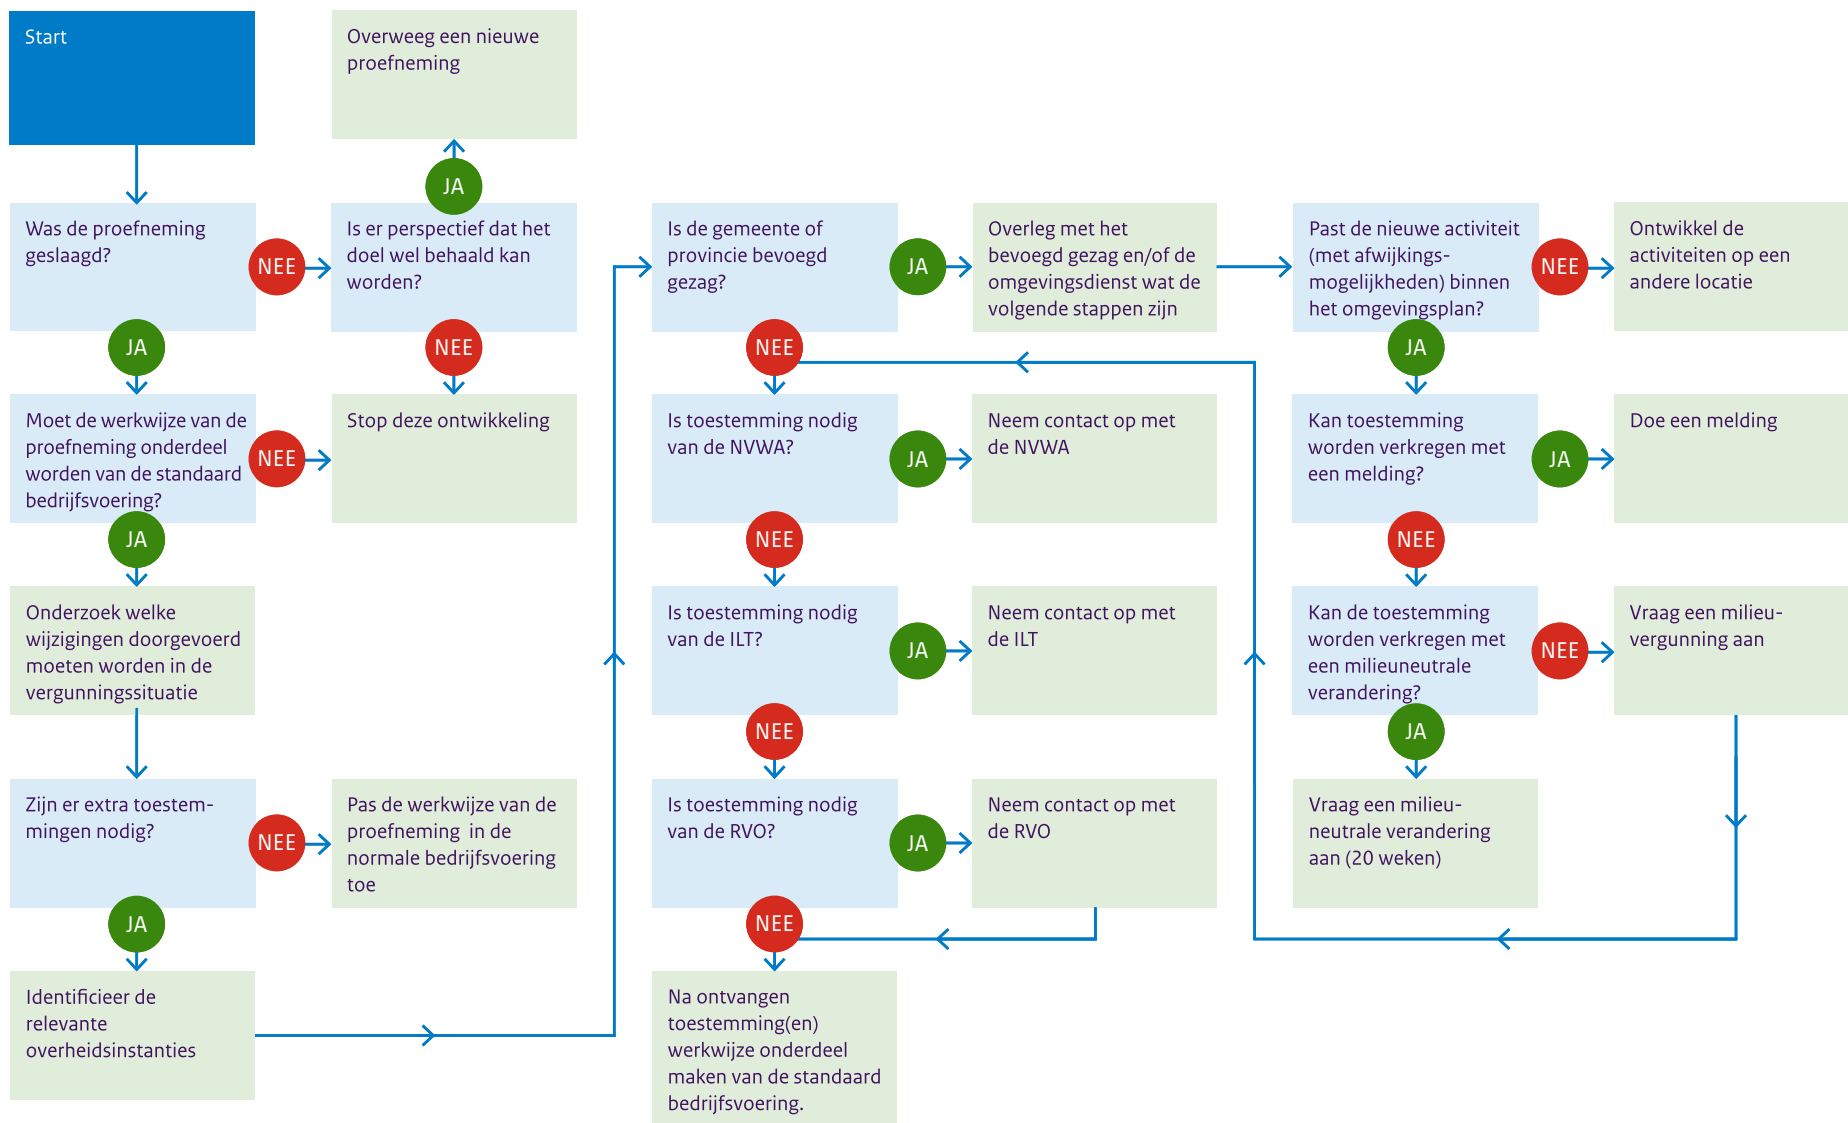 Start
Overweeg een nieuwe
proefneming
JA
Was de proefneming
geslaagd?
NEE
Is er perspectief dat het
doel wel behaald kan
worden?
JA
NEE
Moet de werkwijze van de
proefneming onderdeel
worden van de standaard
bedrijfsvoering?
NEE
Stop deze ontwikkeling
JA
Onderzoek welke
wijzigingen doorgevoerd
moeten worden in de
vergunningssituatie
Zijn er extra toestem-
mingen nodig?
NEE
Pas de werkwijze van de
proefneming in de
normale bedrijfsvoering
toe
JA
Identificieer de
relevante
overheidsinstanties
Is de gemeente of
provincie bevoegd
gezag?
JA
Overleg met het
bevoegd gezag en/of de
omgevingsdienst wat de
volgende stappen zijn
NEE
Is toestemming nodig
van de NVWA?
JA
Neem contact op met
de NVWA
NEE
Is toestemming nodig
van de ILT?
JA
Neem contact op met
de ILT
NEE
Is toestemming nodig
van de RVO?
JA
Neem contact op met
de RVO
NEE
Na ontvangen
toestemming(en)
werkwijze onderdeel
maken van de standaard
bedrijfsvoering.
Past de nieuwe activiteit
(met afwijkings-
mogelijkheden) binnen
het omgevingsplan?
NEE
Ontwikkel de
activiteiten op een
andere locatie
JA
Kan toestemming
worden verkregen met
een melding?
JA
Doe een melding
NEE
Kan de toestemming
worden verkregen met
een milieuneutrale
verandering?
NEE
Vraag een milieu-
vergunning aan
JA
Vraag een milieu-
neutrale verandering
aan (20 weken)